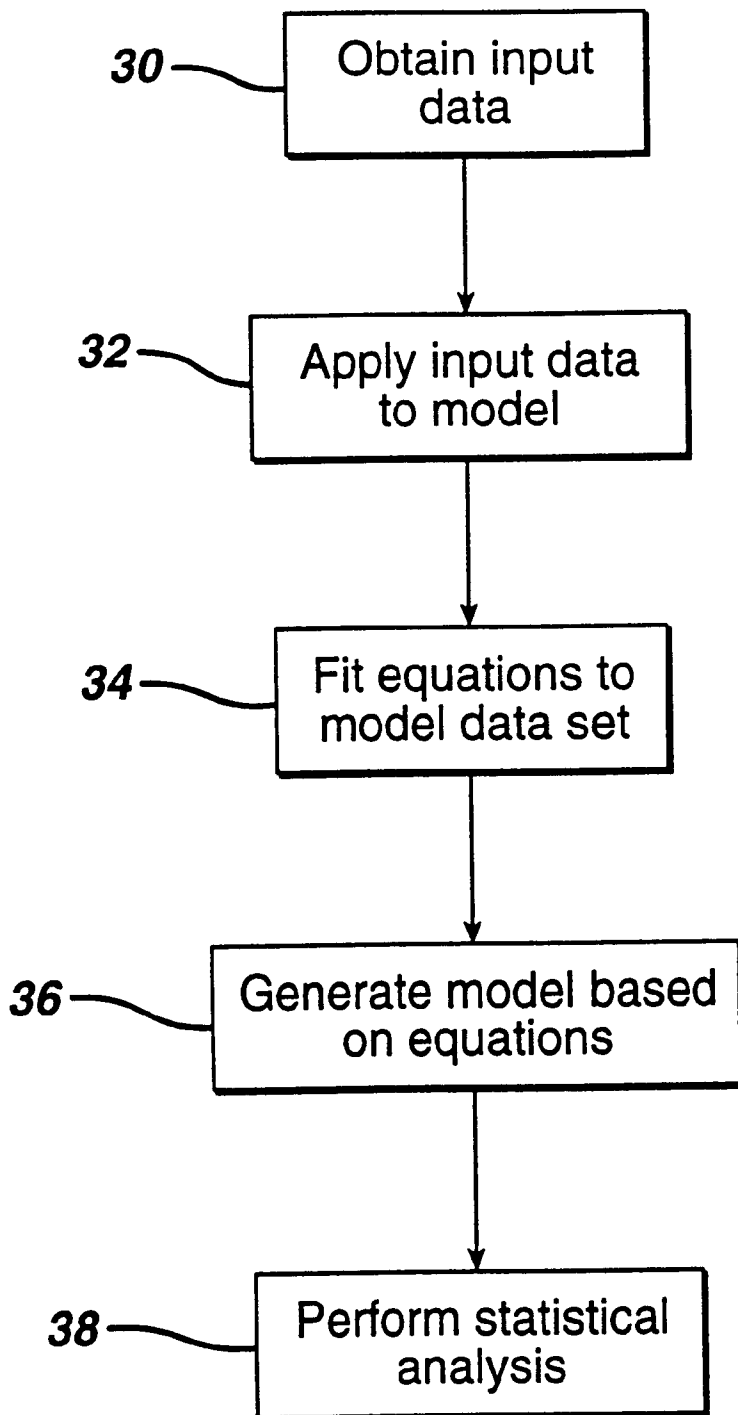 30
Obtain input
data
32
Apply input data
to model
34
Fit equations to
model data set
36
Generate model based
on equations
38
Perform statistical
analysis